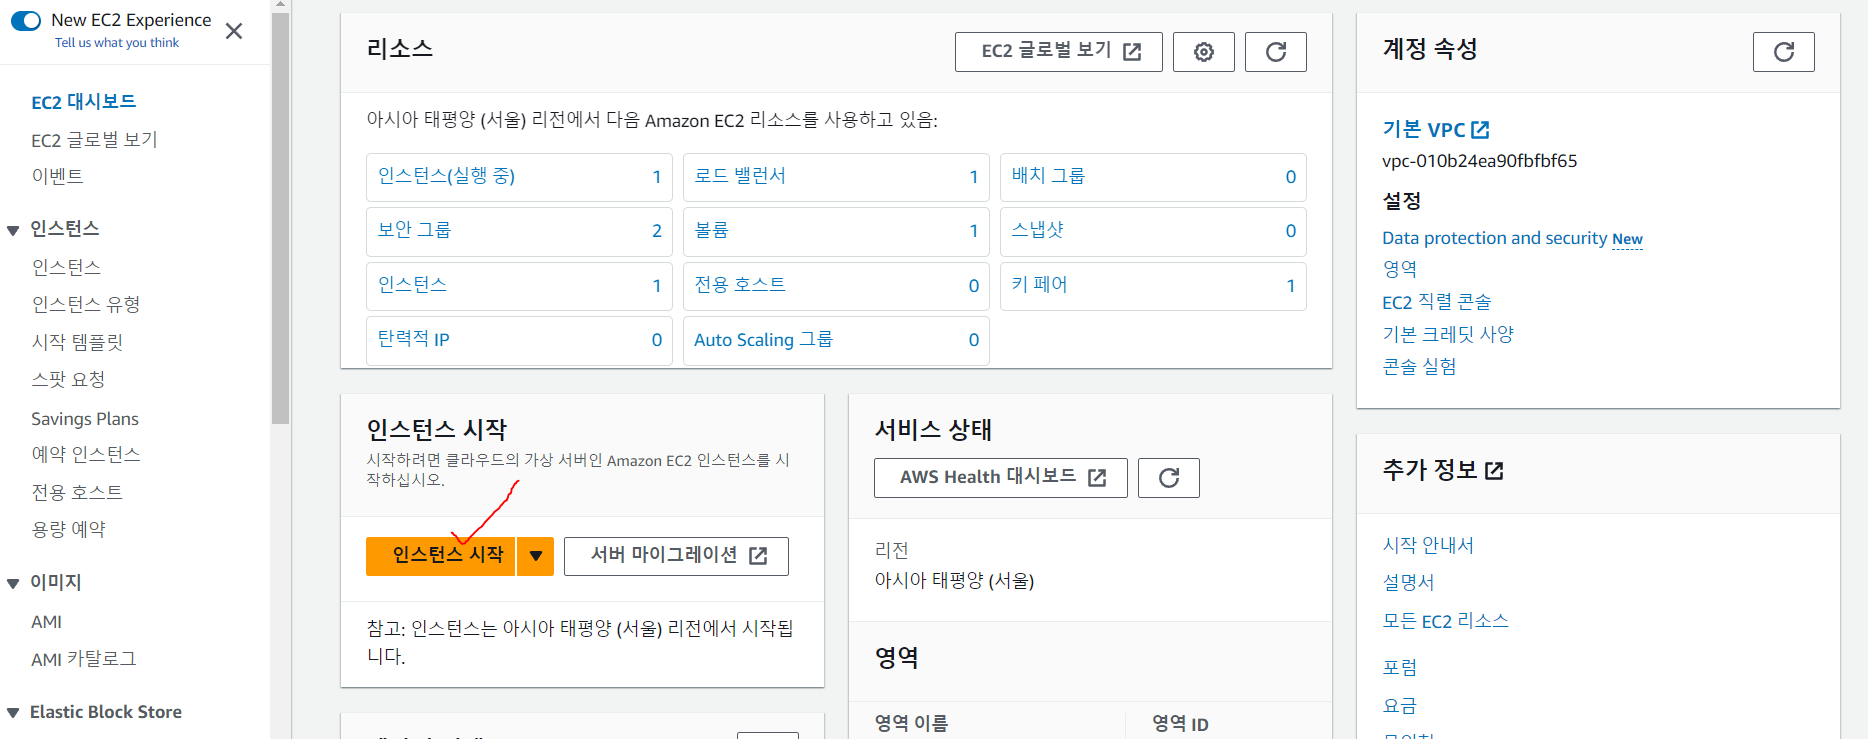 New EC2 Experience
Tell us what you think
EC2 대시보드
EC2 글로벌 보기
이벤트
인스턴스
인스턴스
인스턴스 유형
시작 템플릿
스팟 요청
Savings Plans
예약 인스턴스
전용 호스트
용량 예약
이미지
AMI
AMI 카탈로그
Elastic Block Store
리소스
EC2 글로벌 보기
아시아 태평양 (서울) 리전에서 다음 Amazon EC2 리소스를 사용하고 있음:
인스턴스(실행 중) 1
로드 밸런서 1
배치 그룹 0
보안 그룹 2
볼륨 1
스냅샷 0
인스턴스 1
전용 호스트 0
키 페어 1
탄력적 IP 0
Auto Scaling 그룹 0
인스턴스 시작
시작하려면 클라우드의 가상 서버인 Amazon EC2 인스턴스를 시
작하십시오.
인스턴스 시작
서버 마이그레이션
참고: 인스턴스는 아시아 태평양 (서울) 리전에서 시작됩
니다.
서비스 상태
AWS Health 대시보드
리전
아시아 태평양 (서울)
영역
영역 이름
영역 ID
계정 속성
기본 VPC
vpc-010b24ea90fbfbf65
설정
Data protection and security New
영역
EC2 직렬 콘솔
기본 크레딧 사양
콘솔 실험
추가 정보
시작 안내서
설명서
모든 EC2 리소스
포럼
요금